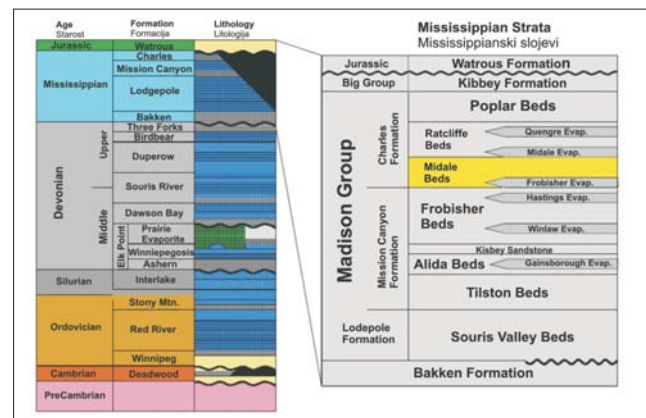 Age
Starost
Formation
Formacija
Lithology
Litologija
Jurassic
Watrous
Charles
Mississippian
Mission Canyon
Lodgepole
Bakken
Devonian
Upper
Three Forks
Birdbear
Duperow
Souris River
Middle
Dawson Bay
Elk Point
Prairie
Evaporite
Winniepegosis
Ashern
Silurian
Interlake
Ordovician
Stony Mtn.
Red River
Winnipeg
Cambrian
Deadwood
PreCambrian
Mississippian Strata
Mississippianski slojevi
Jurassic
Watrous Formation
Big Group
Kibbey Formation
Madison Group
Charles
Formation
Poplar Beds
Ratcliffe
Beds
Quengre Evap.
Midale Evap.
Midale
Beds
Frobisher Evap.
Mission Canyon
Formation
Hastings Evap.
Frobisher
Beds
Winlaw Evap.
Kisbey Sandstone
Alida Beds
Gainsborough Evap.
Tilston Beds
Lodepole
Formation
Souris Valley Beds
Bakken Formation